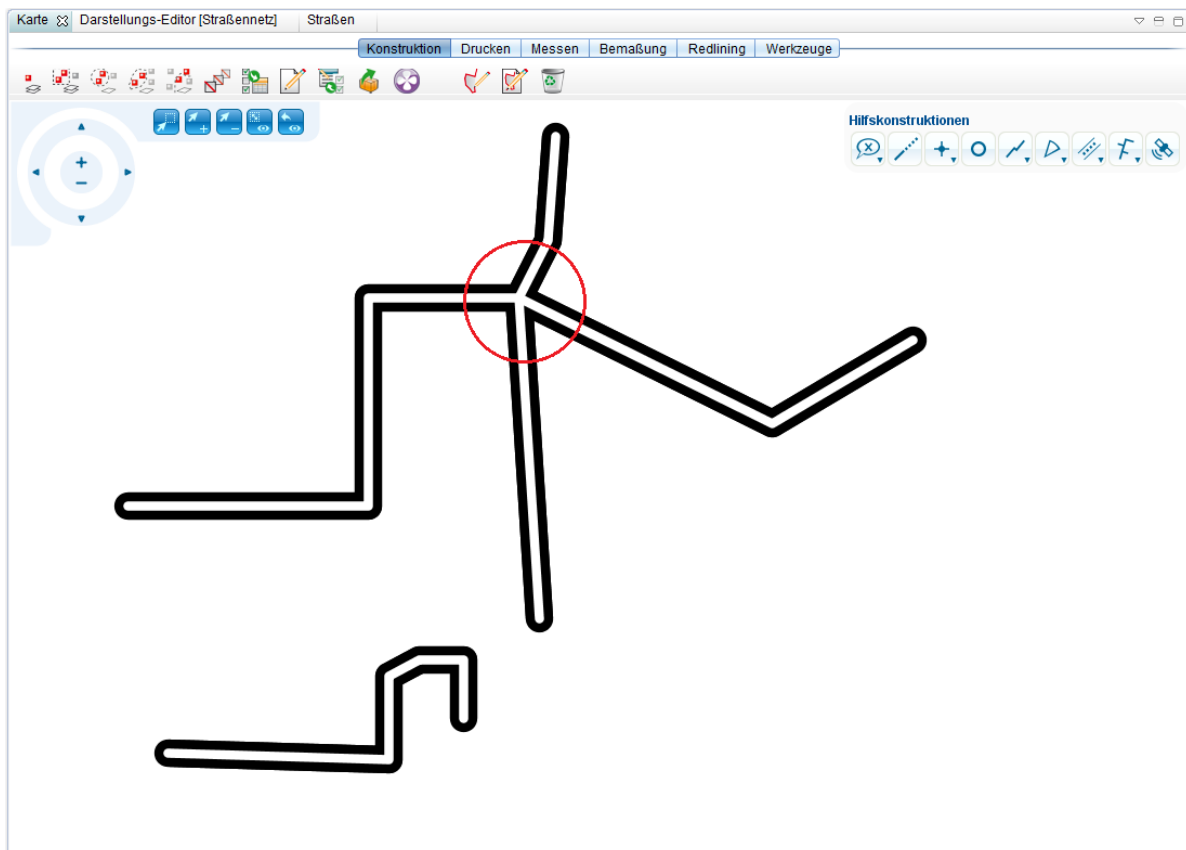 Karte Darstellungs-Editor [Straßennetz] Straßen
Konstruktion Drucken Messen Bemaßung Redlining Werkzeuge
Hilfskonstruktionen